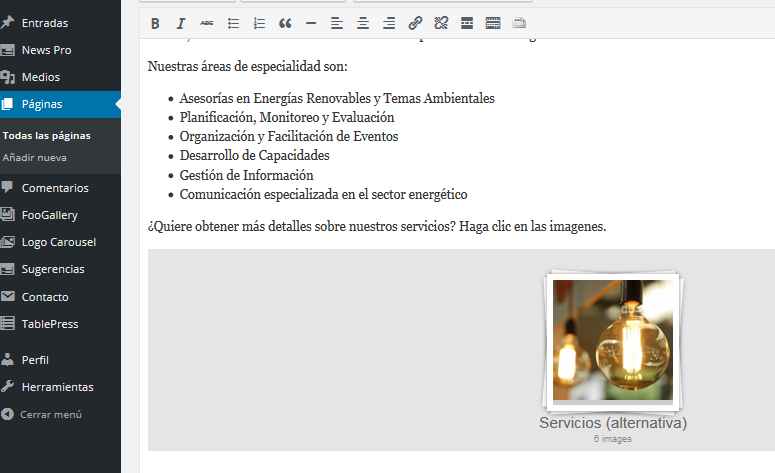 Entradas
News Pro
Medios
Páginas
Todas las páginas
Añadir nueva
Comentarios
FooGallery
Logo Carousel
Sugerencias
Contacto
TablePress
Perfil
Herramientas
Cerrar menú
B I ABC
Nuestras áreas de especialidad son:
Asesorías en Energías Renovables y Temas Ambientales
Planificación, Monitoreo y Evaluación
Organización y Facilitación de Eventos
Desarrollo de Capacidades
Gestión de Información
Comunicación especializada en el sector energético
¿Quiere obtener más detalles sobre nuestros servicios? Haga clic en las imagenes.
Servicios (alternativa)
6 images